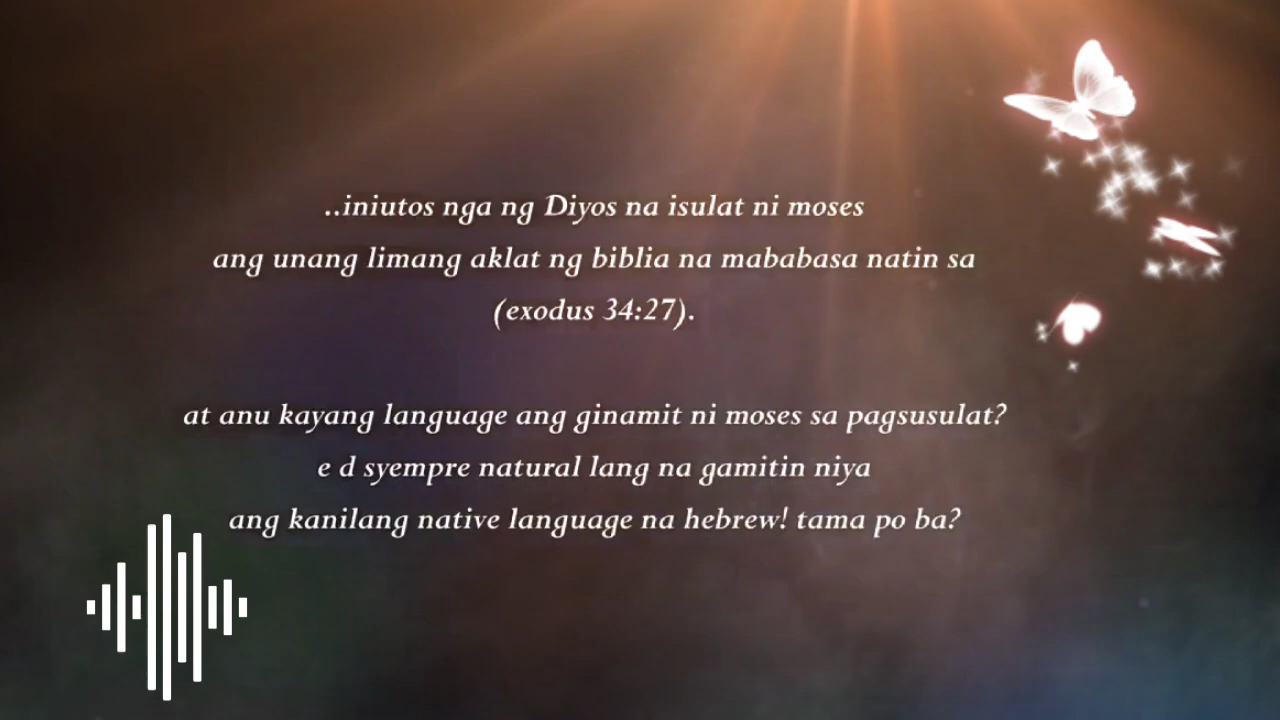 ..iniutos nga ng Diyos na isulat ni moses
ang unang limang aklat ng biblia na mababasa natin sa
(exodus 34:27).
at anu kayang language ang ginamit ni moses sa pagsusulat?
e d syempre natural lang na gamitin niya
ang kanilang native language na hebrew! tama po ba?